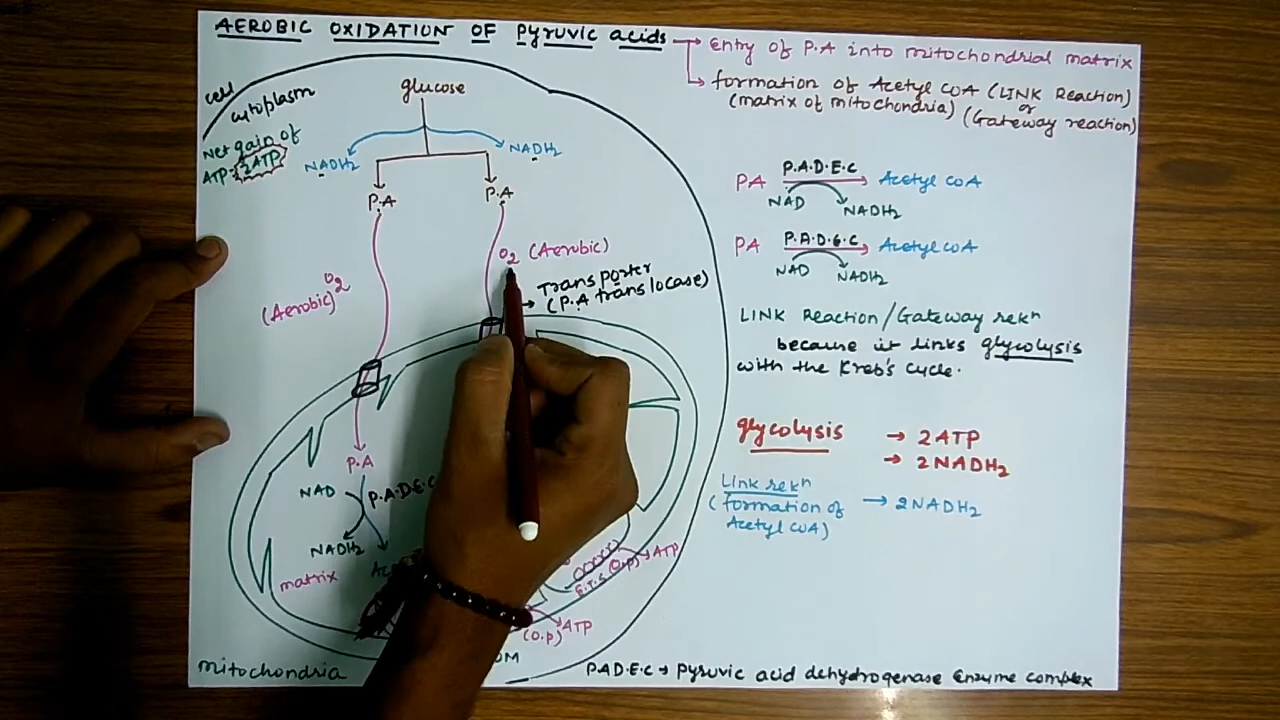 AEROBIC OXIDATION OF PYRUVIC acids
→ Entry of P.A into mitochondrial matrix
→ formation of Acetyl COA (LINK Reaction)
(matrix of mitochondria) or (Gateway reaction)
cell
cytoplasm
glucose
Net gain of
ATP = 2ATP
NADH2
NADH2
P.A
P.A
O2 (Aerobic)
(Aerobic) O2
→ Transporter
(P.A translocase)
P.A
NAD
P.A.D.E.C
NADH2
matrix
ATP
E.T.S (O.P)
ATP
(O.P)
mitochondria
PA P.A.D.E.C Acetyl COA
NAD NADH2
PA P.A.D.G.C Acetyl COA
NAD NADH2
LINK Reaction/Gateway rekn
because it links glycolysis
with the Kreb's cycle.
glycolysis → 2ATP
→ 2NADH2
Link rekn
(formation of → 2NADH2
Acetyl COA)
P.A.D.E.C → Pyruvic acid dehydrogenase Enzyme complex